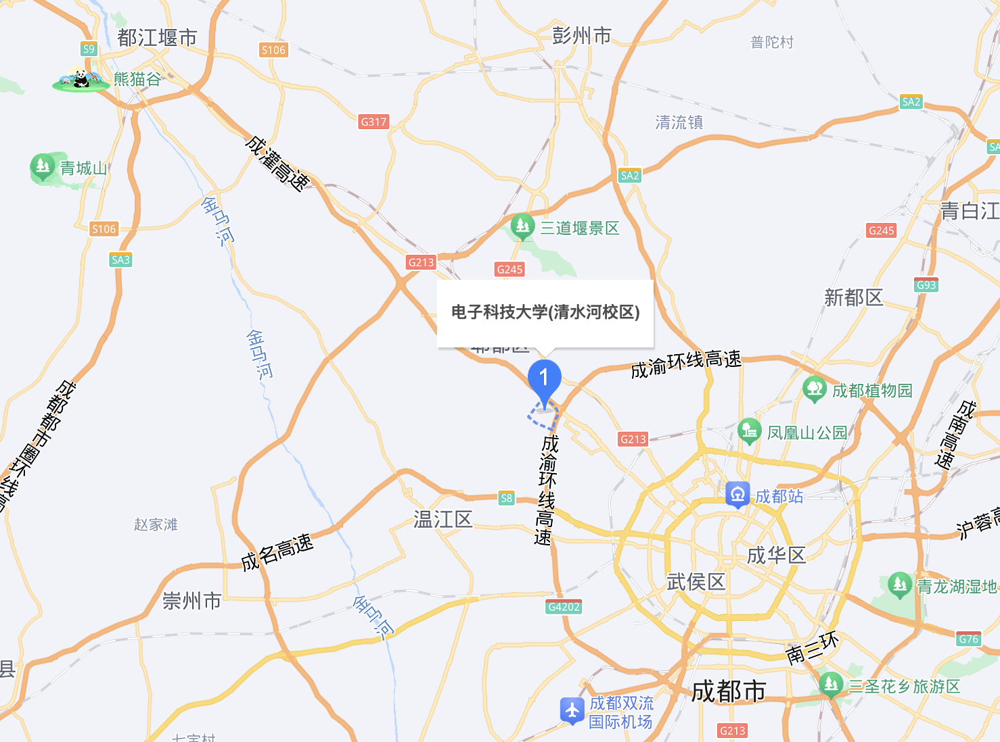 都江堰市
彭州市
普陀村
S9
S106
熊猫谷
SA2
G317
清流镇
SA
成灌高速
青城山
SA2
金马河
青白江
S106
三道堰景区
G245
SA3
G213
G245
G93
新都区
电子科技大学(清水河校区)
金马河
郫都区
成渝环线高速
1
成都植物园
成都都市圈环线高
成南高速
凤凰山公园
G213
成渝环线高速
成都站
S8
温江区
赵家滩
沪蓉高
成名高速
成华区
武侯区
青龙湖湿地
崇州市
G4202
金马河
南三环
G76
县
三圣花乡旅游区
成都市
成都双流
国际机场
G213